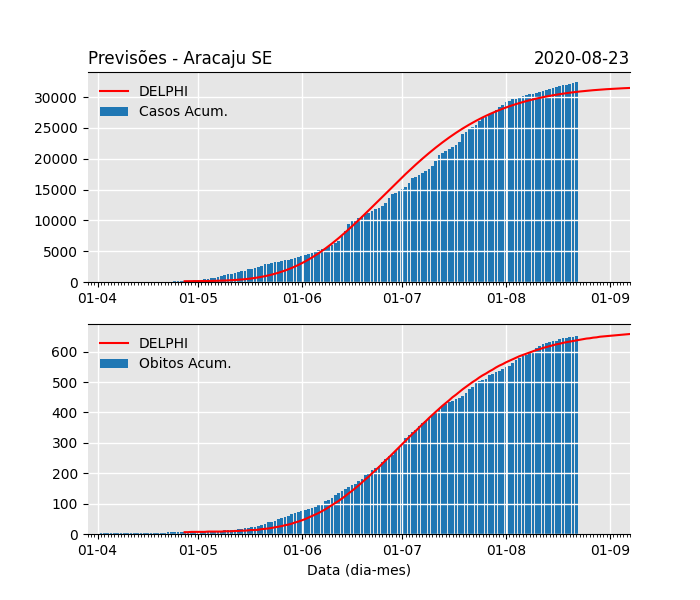 Previsões - Aracaju SE 2020-08-23
DELPHI
Casos Acum.
30000
25000
20000
15000
10000
5000
0
01-04 01-05 01-06 01-07 01-08 01-09
DELPHI
Obitos Acum.
600
500
400
300
200
100
0
01-04 01-05 01-06 01-07 01-08 01-09
Data (dia-mes)